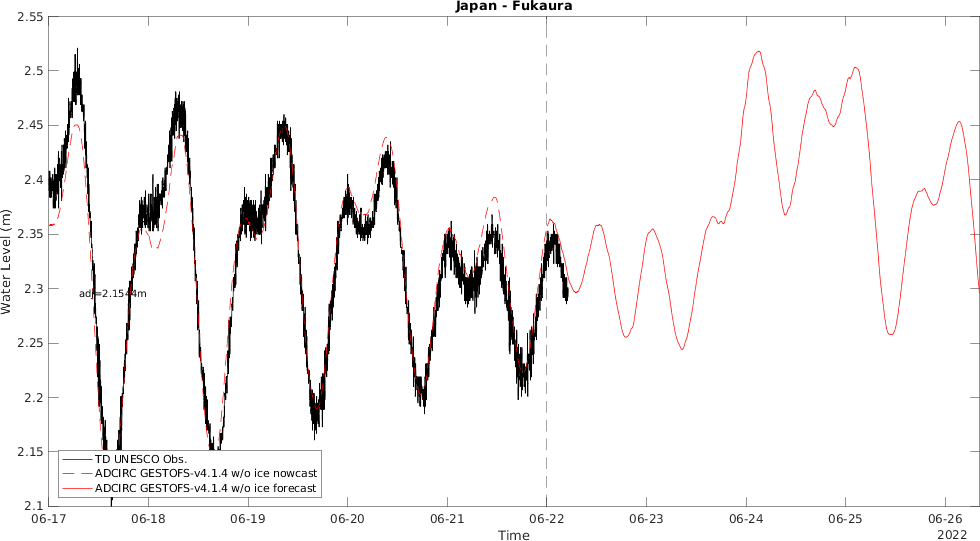 Japan - Fukaura
2.55
2.5
2.45
2.4
2.35
2.3
2.25
2.2
2.15
2.1
Water Level (m)
adj=2.1544m
TD UNESCO Obs.
ADCIRC GESTOFS-v4.1.4 w/o ice nowcast
ADCIRC GESTOFS-v4.1.4 w/o ice forecast
06-17 06-18 06-19 06-20 06-21 06-22 06-23 06-24 06-25 06-26
Time
2022